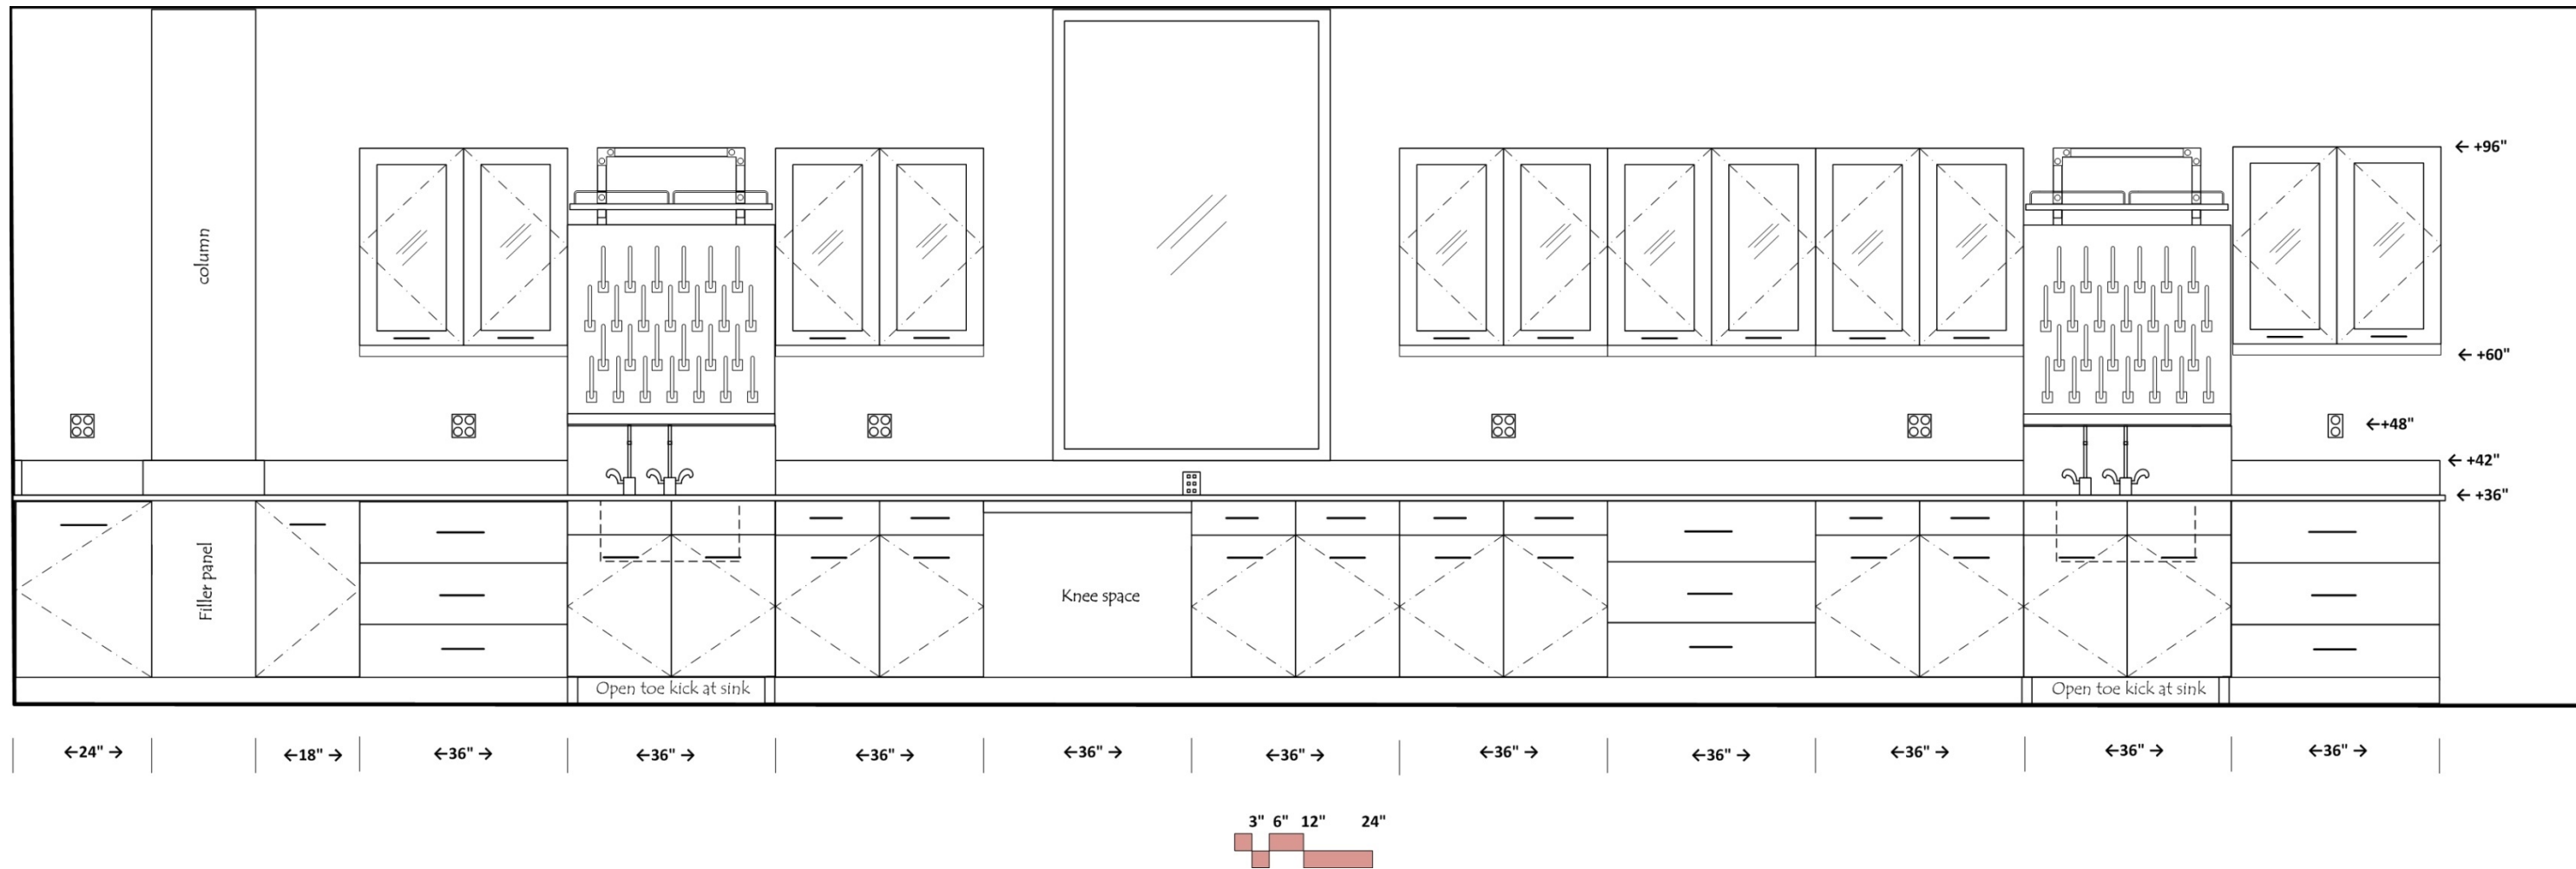 ← +96"
column
← +60"
←+48"
← +42"
← +36"
Filler panel
Knee space
Open toe kick at sink
Open toe kick at sink
←24" →
←18" →
←36" →
←36" →
←36" →
←36" →
←36" →
←36" →
←36" →
←36" →
←36" →
←36" →
3" 6" 12" 24"